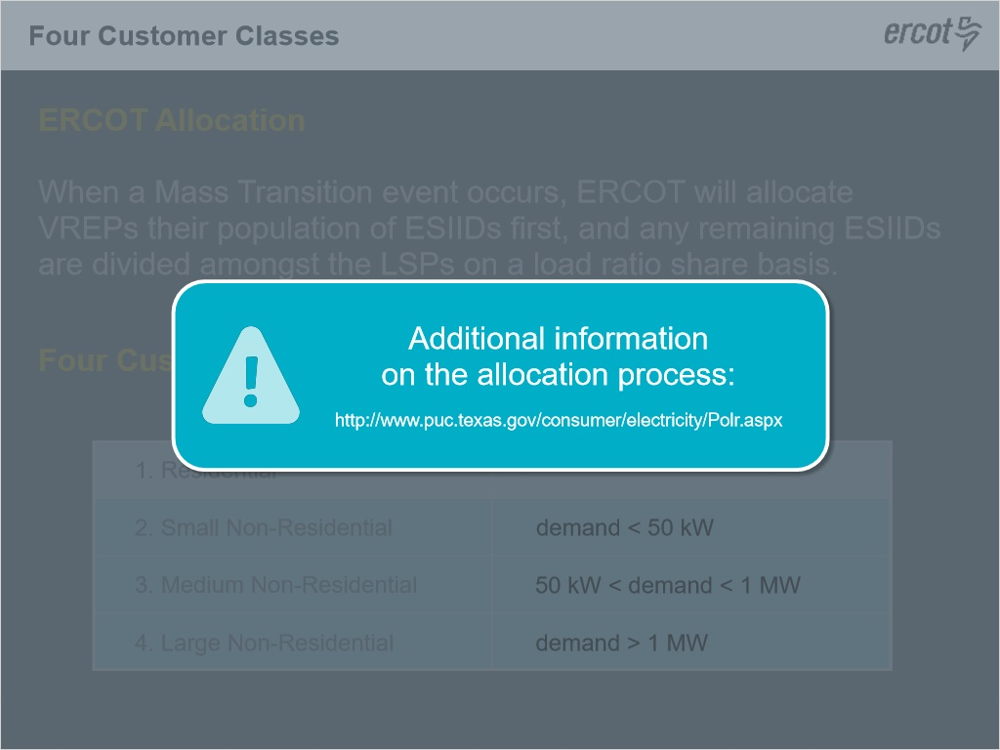 Four Customer Classes
ercot
ERCOT Allocation
When a Mass Transition event occurs, ERCOT will allocate
VREPs their population of ESIIDs first, and any remaining ESIIDs
are divided amongst the LSPs on a load ratio share basis.
Four Cus
Additional information
on the allocation process:
http://www.puc.texas.gov/consumer/electricity/Polr.aspx
1. Residential
2. Small Non-Residential demand < 50 kW
3. Medium Non-Residential 50 kW < demand < 1 MW
4. Large Non-Residential demand > 1 MW